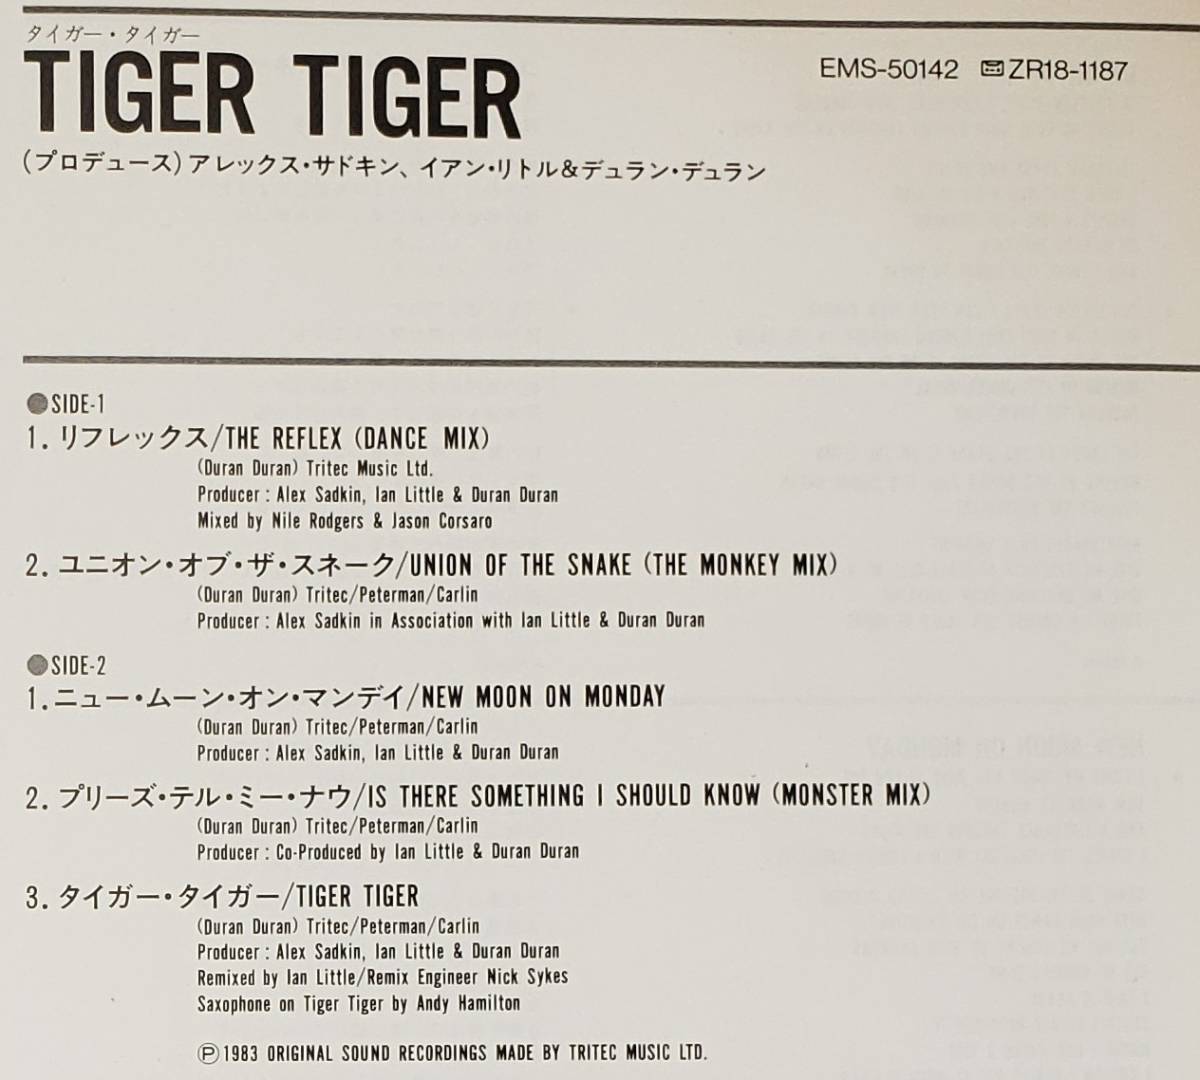 タイガー・タイガー
TIGER TIGER
EMS-50142 ZR18-1187
(プロデュース)アレックス・サドキン、イアン・リトル&デュラン・デュラン
●SIDE-1
1. リフレックス/THE REFLEX (DANCE MIX)
(Duran Duran) Tritec Music Ltd.
Producer : Alex Sadkin, Ian Little & Duran Duran
Mixed by Nile Rodgers & Jason Corsaro
2. ユニオン・オブ・ザ・スネーク/UNION OF THE SNAKE (THE MONKEY MIX)
(Duran Duran) Tritec/Peterman/Carlin
Producer : Alex Sadkin in Association with Ian Little & Duran Duran
●SIDE-2
1. ニュー・ムーン・オン・マンデイ/NEW MOON ON MONDAY
(Duran Duran) Tritec/Peterman/Carlin
Producer : Alex Sadkin, Ian Little & Duran Duran
2. プリーズ・テル・ミー・ナウ/IS THERE SOMETHING I SHOULD KNOW (MONSTER MIX)
(Duran Duran) Tritec/Peterman/Carlin
Producer : Co-Produced by Ian Little & Duran Duran
3. タイガー・タイガー/TIGER TIGER
(Duran Duran) Tritec/Peterman/Carlin
Producer : Alex Sadkin, Ian Little & Duran Duran
Remixed by Ian Little/Remix Engineer Nick Sykes
Saxophone on Tiger Tiger by Andy Hamilton
Ⓟ1983 ORIGINAL SOUND RECORDINGS MADE BY TRITEC MUSIC LTD.